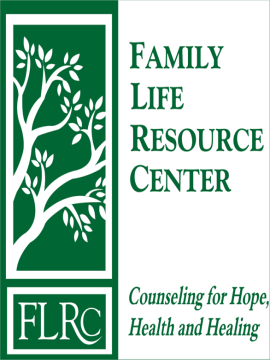 FAMILY
LIFE
RESOURCE
CENTER
Counseling for Hope,
Health and Healing
FLRC